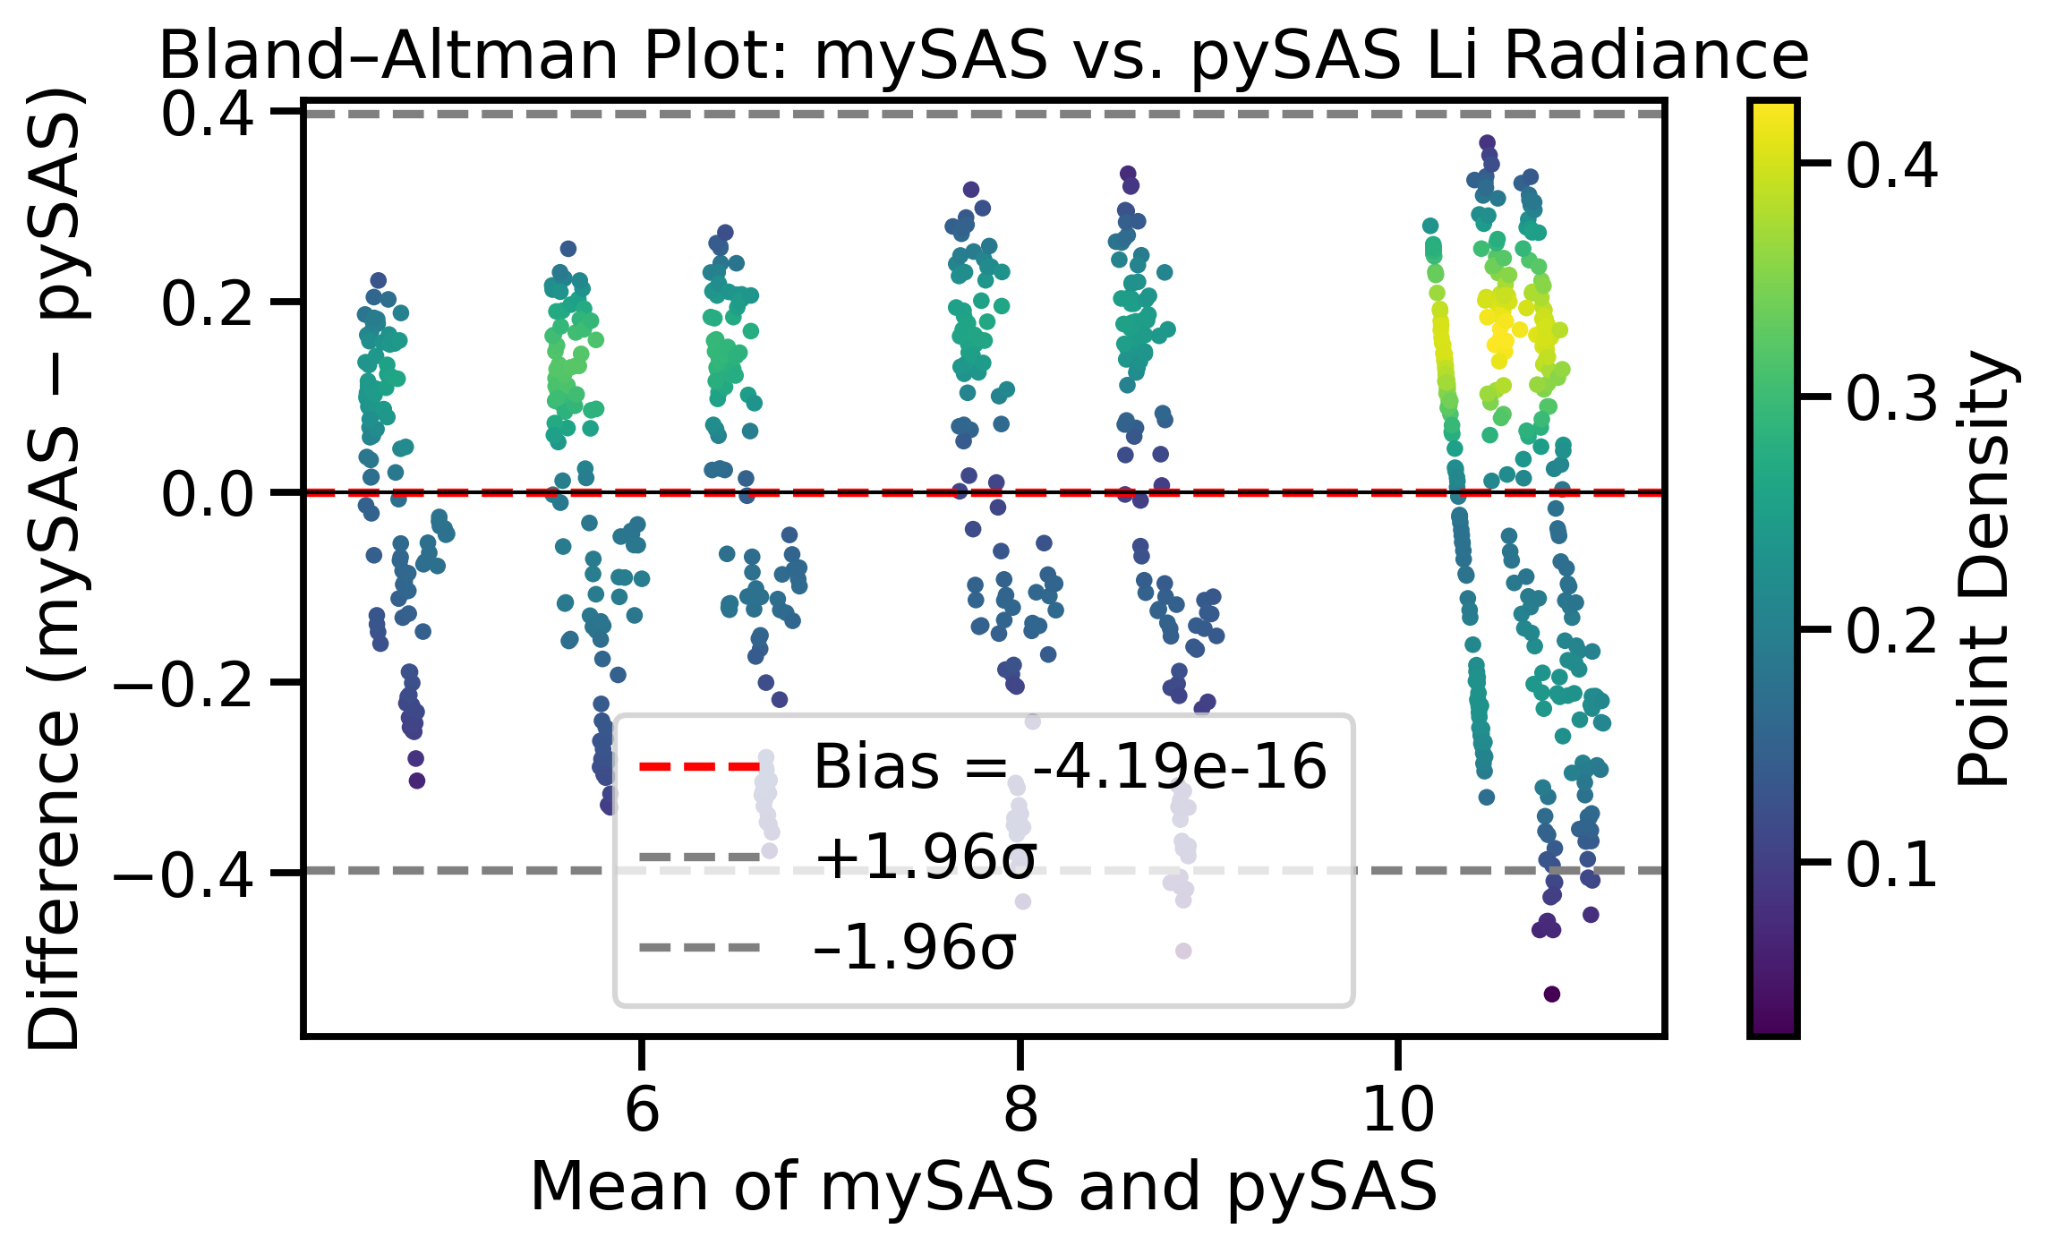 Bland–Altman Plot: mySAS vs. pySAS Li Radiance
Difference (mySAS − pySAS)
0.4
0.2
0.0
−0.2
−0.4
Bias = -4.19e-16
+1.96σ
–1.96σ
6
8
10
Mean of mySAS and pySAS
0.4
0.3
0.2
0.1
Point Density